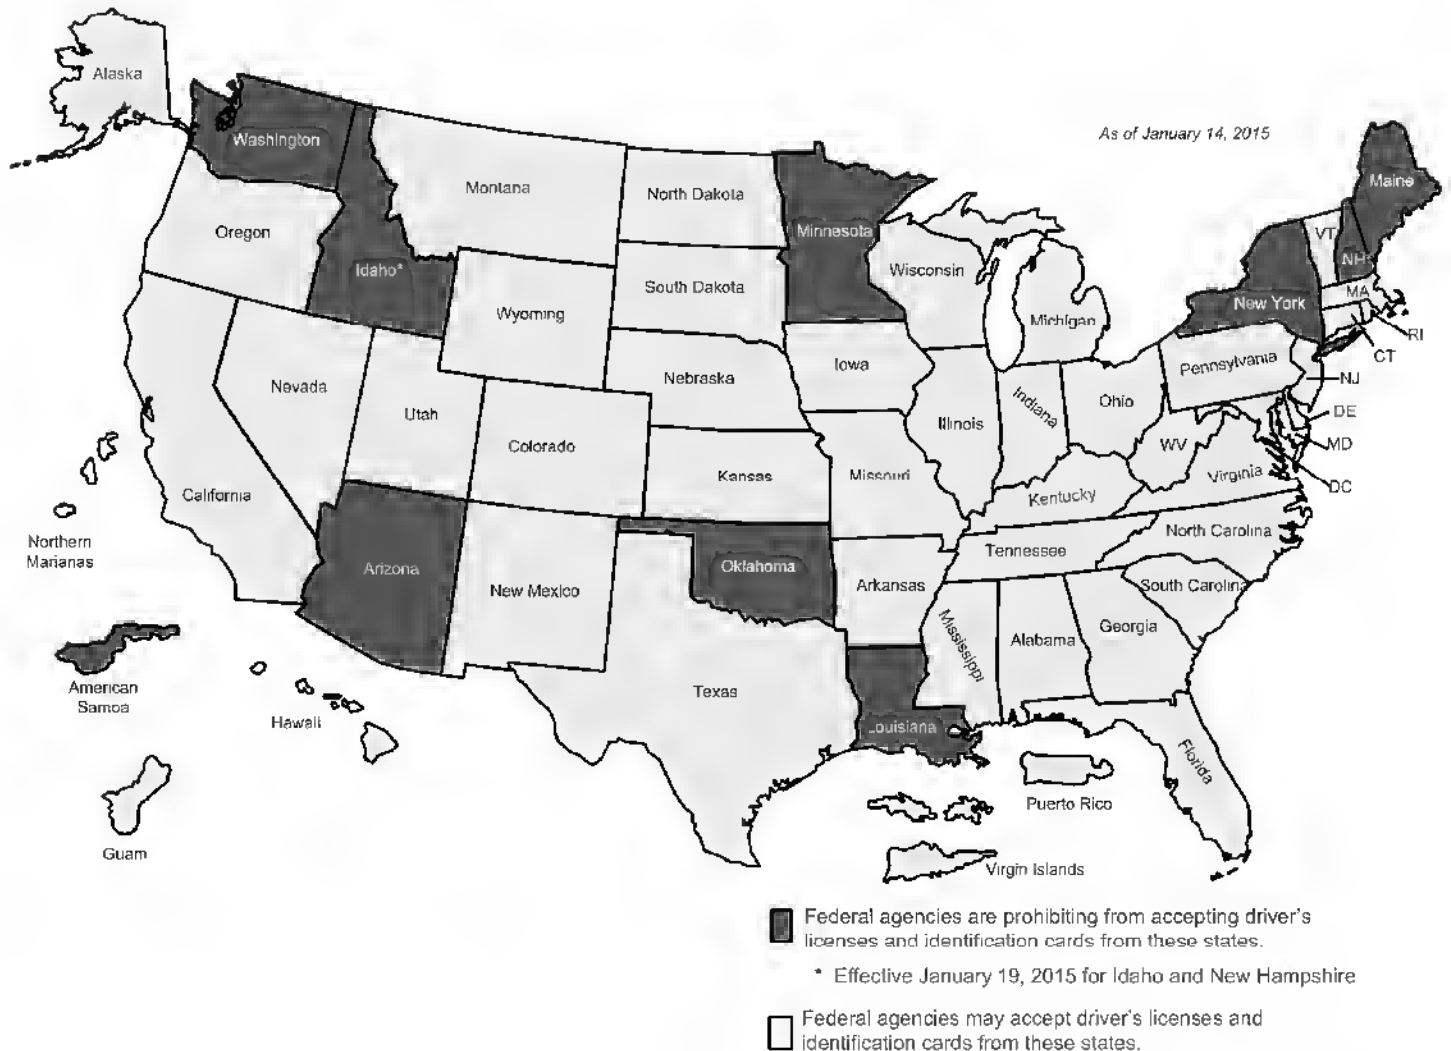 Alaska
As of January 14, 2015
Washington
Maine
Montana
North Dakota
Minnesota
VT
Oregon
NH
Idaho*
Wisconsin
South Dakota
MA
New York
Wyoming
Michigan
RI
CT
Pennsylvania
Iowa
Nebraska
NJ
Nevada
Indiana
Ohio
Utah
DE
Illinois
Colorado
WV
MD
Missouri
Kansas
Virginia
DC
California
Kentucky
North Carolina
Northern
Marianas
Tennessee
Arizona
Oklahoma
Arkansas
South Carolina
New Mexico
Mississippi
Georgia
Alabama
American
Samoa
Texas
Hawaii
Louisiana
Florida
Puerto Rico
Guam
Virgin Islands
Federal agencies are prohibiting from accepting driver's
licenses and identification cards from these states.
* Effective January 19, 2015 for Idaho and New Hampshire
Federal agencies may accept driver's licenses and
identification cards from these states.